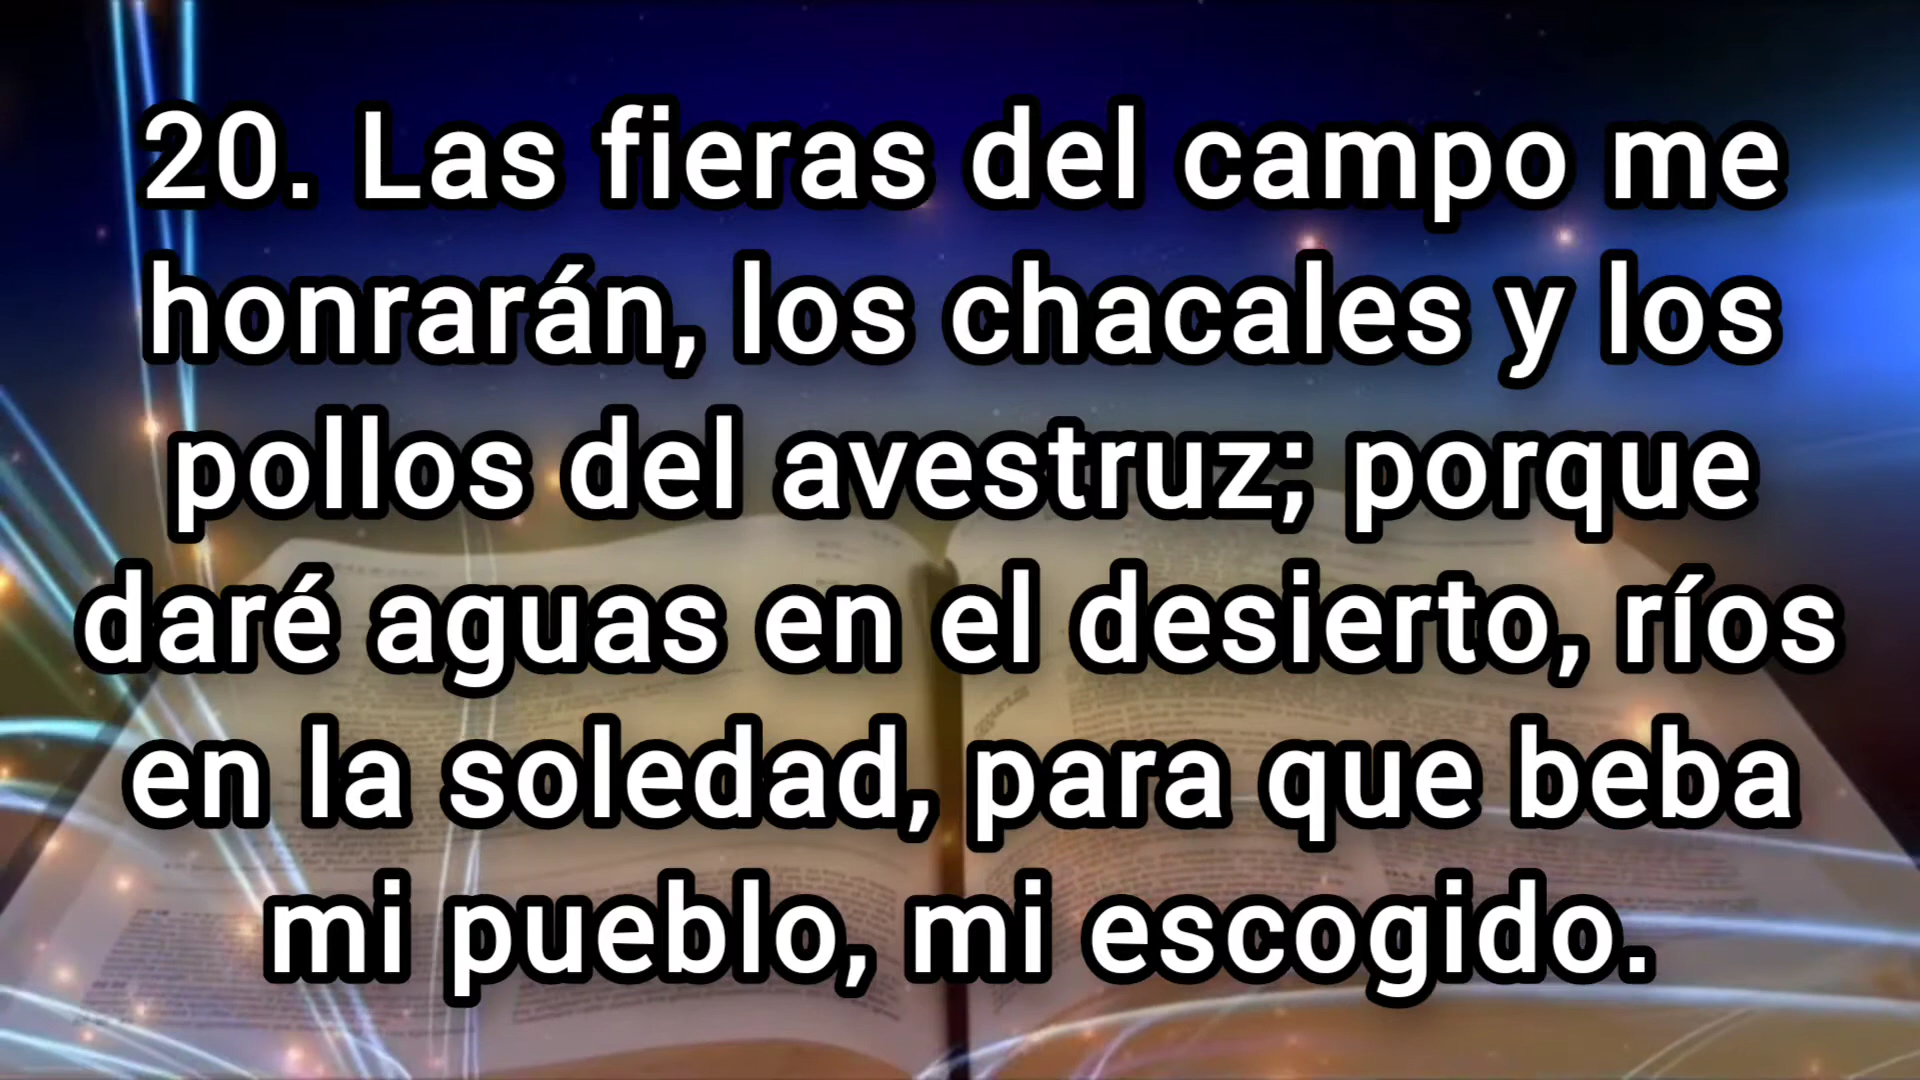 20. Las fieras del campo me
honrarán, los chacales y los
pollos del avestruz; porque
daré aguas en el desierto, ríos
en la soledad, para que beba
mi pueblo, mi escogido.